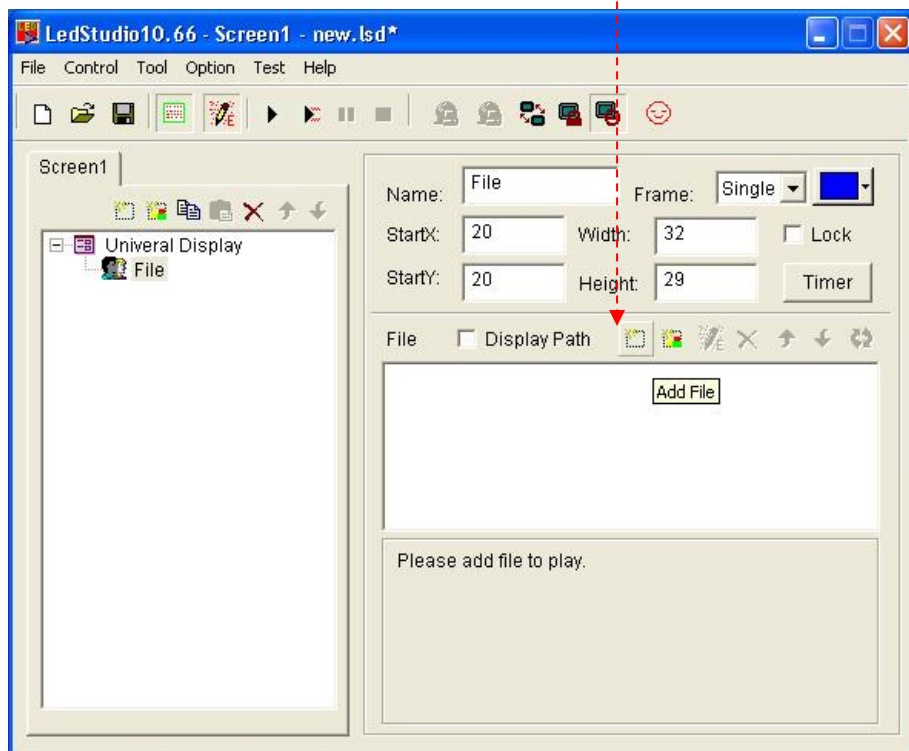 LedStudio10.66 - Screen1 - new.lsd*
File Control Tool Option Test Help
Screen1
Univeral Display
File
Name: File Frame: Single
StartX: 20 Width: 32 Lock
StartY: 20 Height: 29 Timer
File Display Path
Add File
Please add file to play.